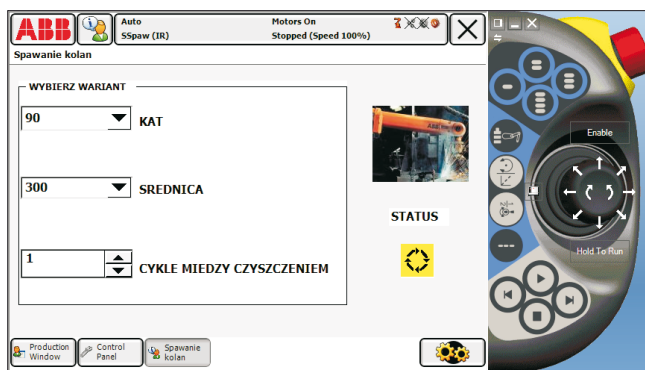 ABB
Auto
SSpaw (IR)
Motors On
Stopped (Speed 100%)
Spawanie kolan
WYBIERZ WARIANT
90
KAT
300
SREDNICA
STATUS
1
CYKLE MIEDZY CZYSZCZENIEM
Production
Window
Control
Panel
Spawanie
kolan
Enable
Hold To Run